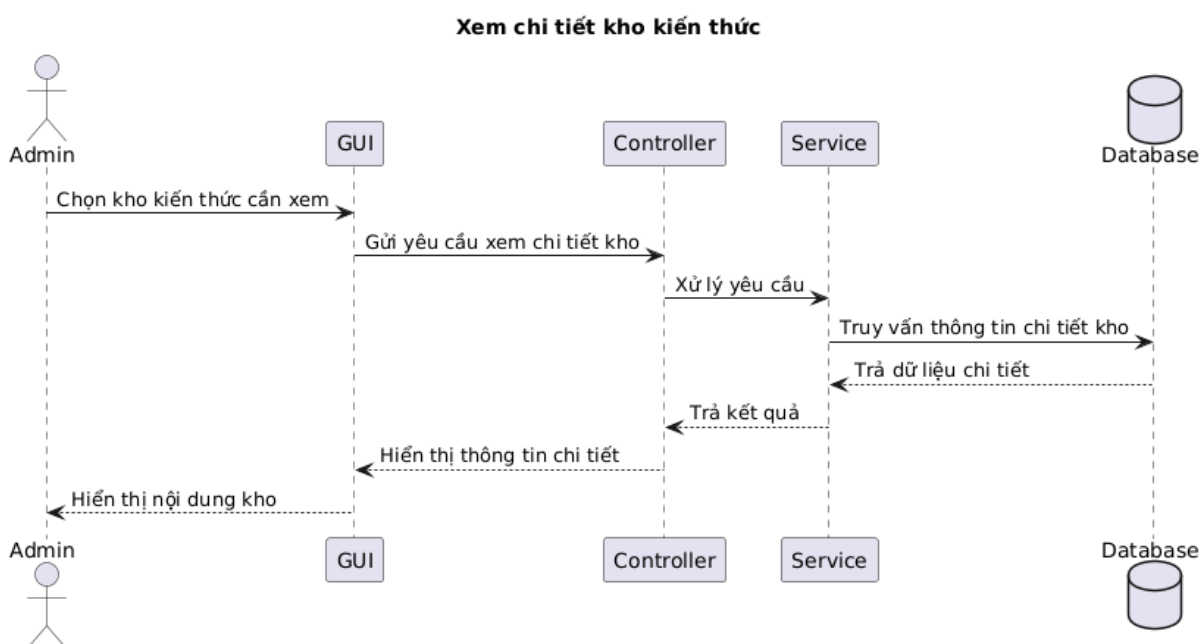 Xem chi tiết kho kiến thức
Admin
GUI
Controller
Service
Database
Chọn kho kiến thức cần xem
Gửi yêu cầu xem chi tiết kho
Xử lý yêu cầu
Truy vấn thông tin chi tiết kho
Trả dữ liệu chi tiết
Trả kết quả
Hiển thị thông tin chi tiết
Hiển thị nội dung kho
Admin
GUI
Controller
Service
Database